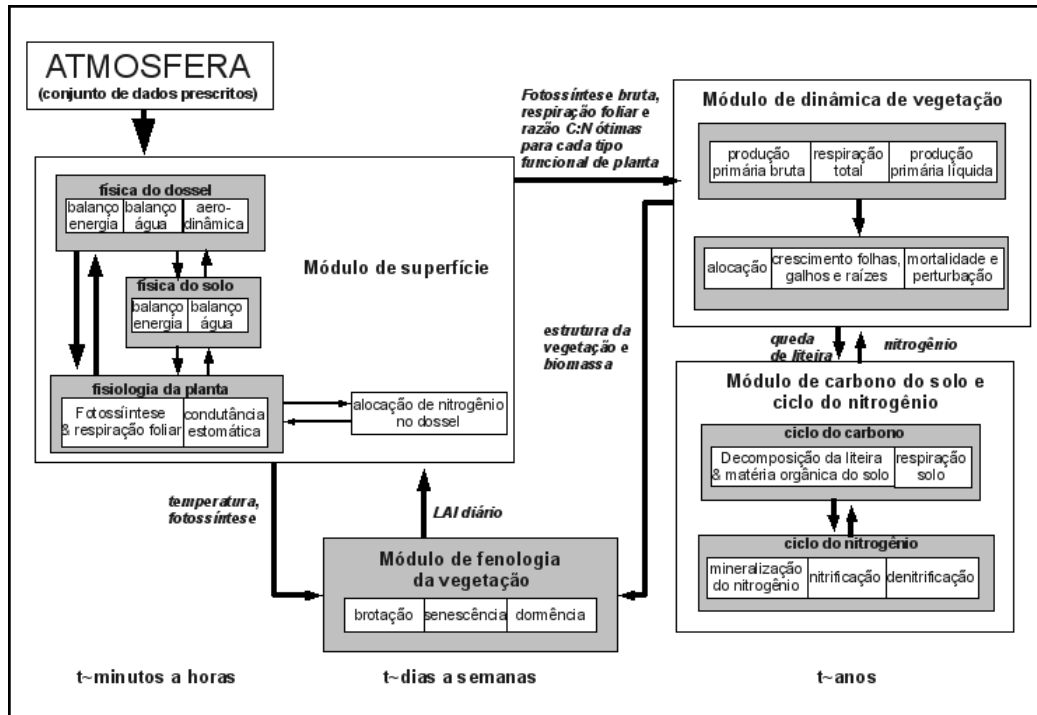 ATMOSFERA
(conjunto de dados prescritos)
Fotossíntese bruta,
respiração foliar e
razão C:N ótimas
para cada tipo
funcional de planta
Módulo de dinâmica de vegetação
produção
primária bruta
respiração
total
produção
primária líquida
alocação
crescimento folhas,
galhos e raízes
mortalidade e
perturbação
física do dossel
balanço
energia
balanço
água
aero-
dinâmica
Módulo de superfície
física do solo
balanço
energia
balanço
água
fisiologia da planta
Fotossíintese
& respiração foliar
condutância
estomática
alocação de nitrogênio
no dossel
estrutura da
vegetação e
biomassa
queda
de liteira
nitrogênio
Módulo de carbono do solo e
ciclo do nitrogênio
ciclo do carbono
Decomposição da liteira
& matéria orgânica do solo
respiração
solo
ciclo do nitrogênio
mineralização
do nitrogênio
nitrificação
denitrificação
temperatura,
fotossíntese
LAI diário
Módulo de fenologia
da vegetação
brotação
senescência
dormência
t~minutos a horas
t~dias a semanas
t~anos